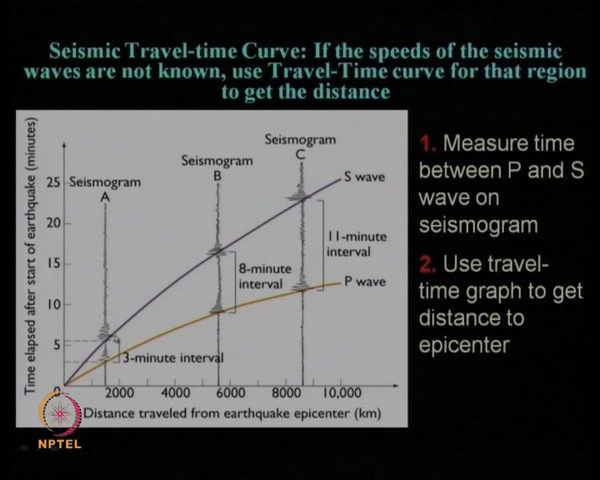 Seismic Travel-time Curve: If the speeds of the seismic
waves are not known, use Travel-Time curve for that region
to get the distance
Time elapsed after start of earthquake (minutes)
25
20
15
10
5
0
Seismogram
A
Seismogram
B
Seismogram
C
S wave
11-minute
interval
8-minute
interval
P wave
3-minute interval
2000
4000
6000
8000
10,000
Distance traveled from earthquake epicenter (km)
1. Measure time
between P and S
wave on
seismogram
2. Use travel-
time graph to get
distance to
epicenter
NPTEL